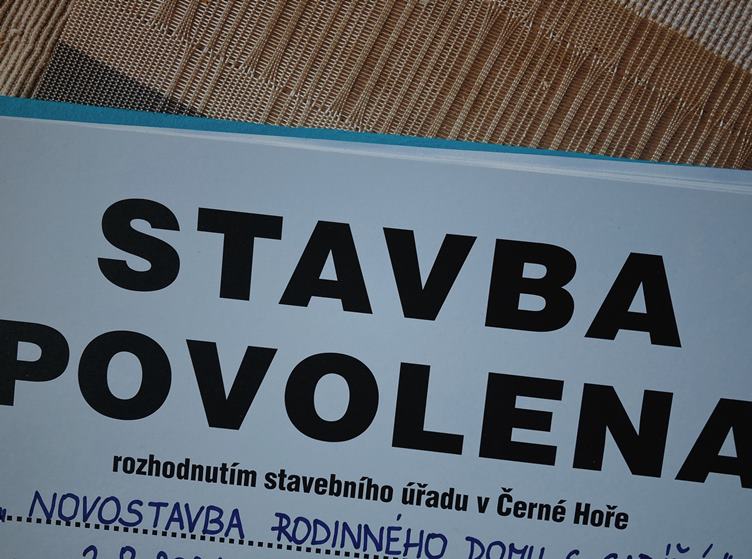 STAVBA
POVOLENA
rozhodnutím stavebního úřadu v Černé Hoře
NOVOSTAVBA RODINNÉHO DOMU S